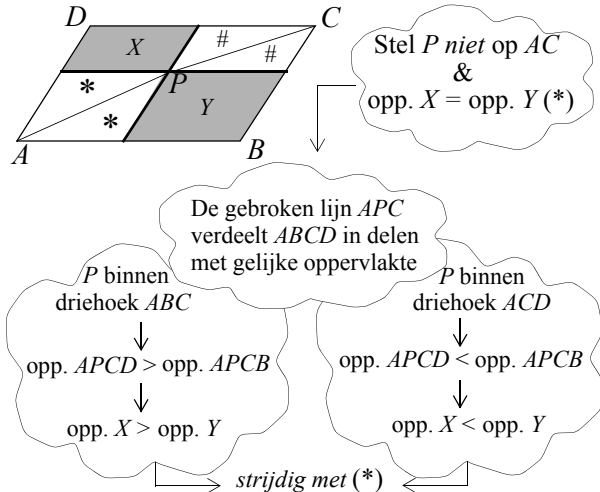 D
C
X
#
#
*
P
*
Y
A
B
Stel P niet op AC
&
opp. X = opp. Y (*)
De gebroken lijn APC
verdeelt ABCD in delen
met gelijke oppervlakte
P binnen
driehoek ABC
opp. APCD > opp. APCB
opp. X > opp. Y
P binnen
driehoek ACD
opp. APCD < opp. APCB
opp. X < opp. Y
strijdig met (*)